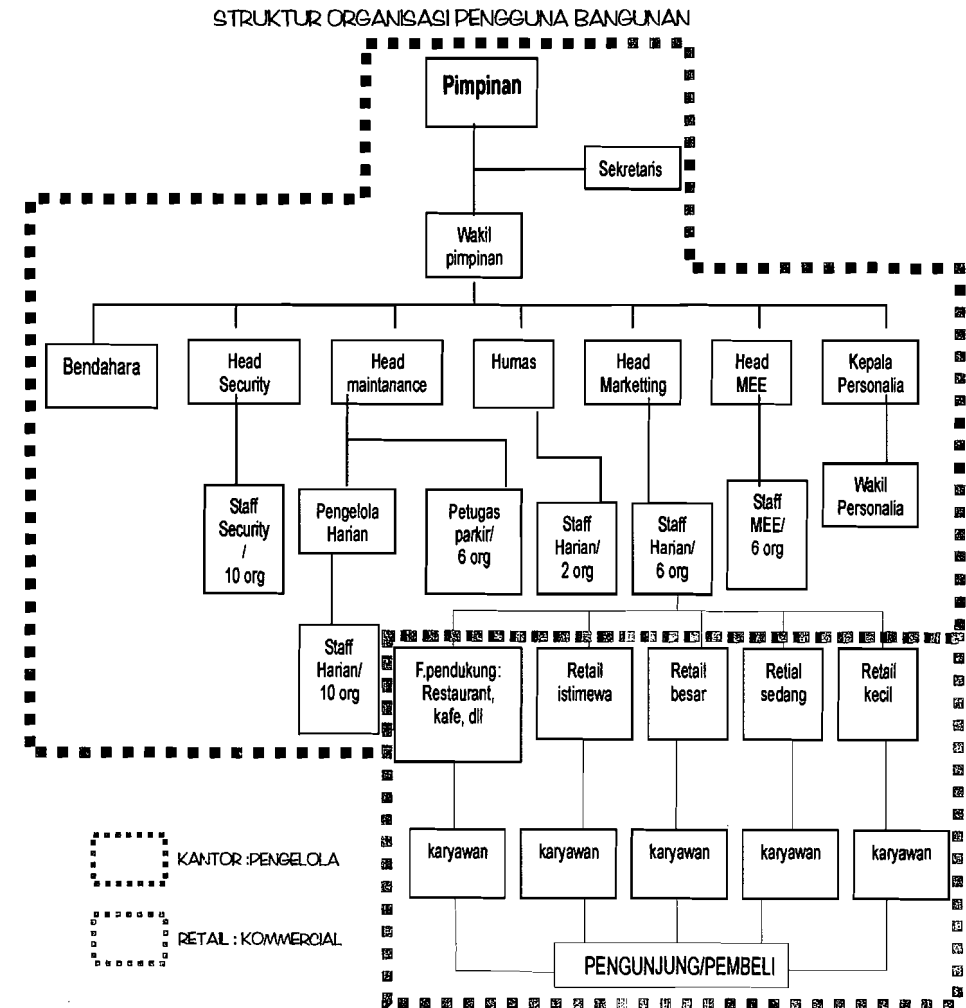 STRUKTUR ORGANISASI PENGGUNA BANGUNAN
Pimpinan
Sekretaris
Wakil
pimpinan
Bendahara
Head
Security
Head
maintanance
Humas
Head
Marketting
Head
MEE
Kepala
Personalia
Staff
Security
/
10 org
Pengelola
Harian
Petugas
parkir/
6 org
Staff
Harian/
2 org
Staff
Harian/
6 org
Staff
MEE/
6 org
Wakil
Personalia
Staff
Harian/
10 org
F.pendukung:
Restaurant,
kafe, dll
Retail
istimewa
Retail
besar
Retial
sedang
Retail
kecil
karyawan
karyawan
karyawan
karyawan
karyawan
PENGUNJUNG/PEMBELI
KANTOR :PENGELOLA
RETAIL : KOMMERCIAL